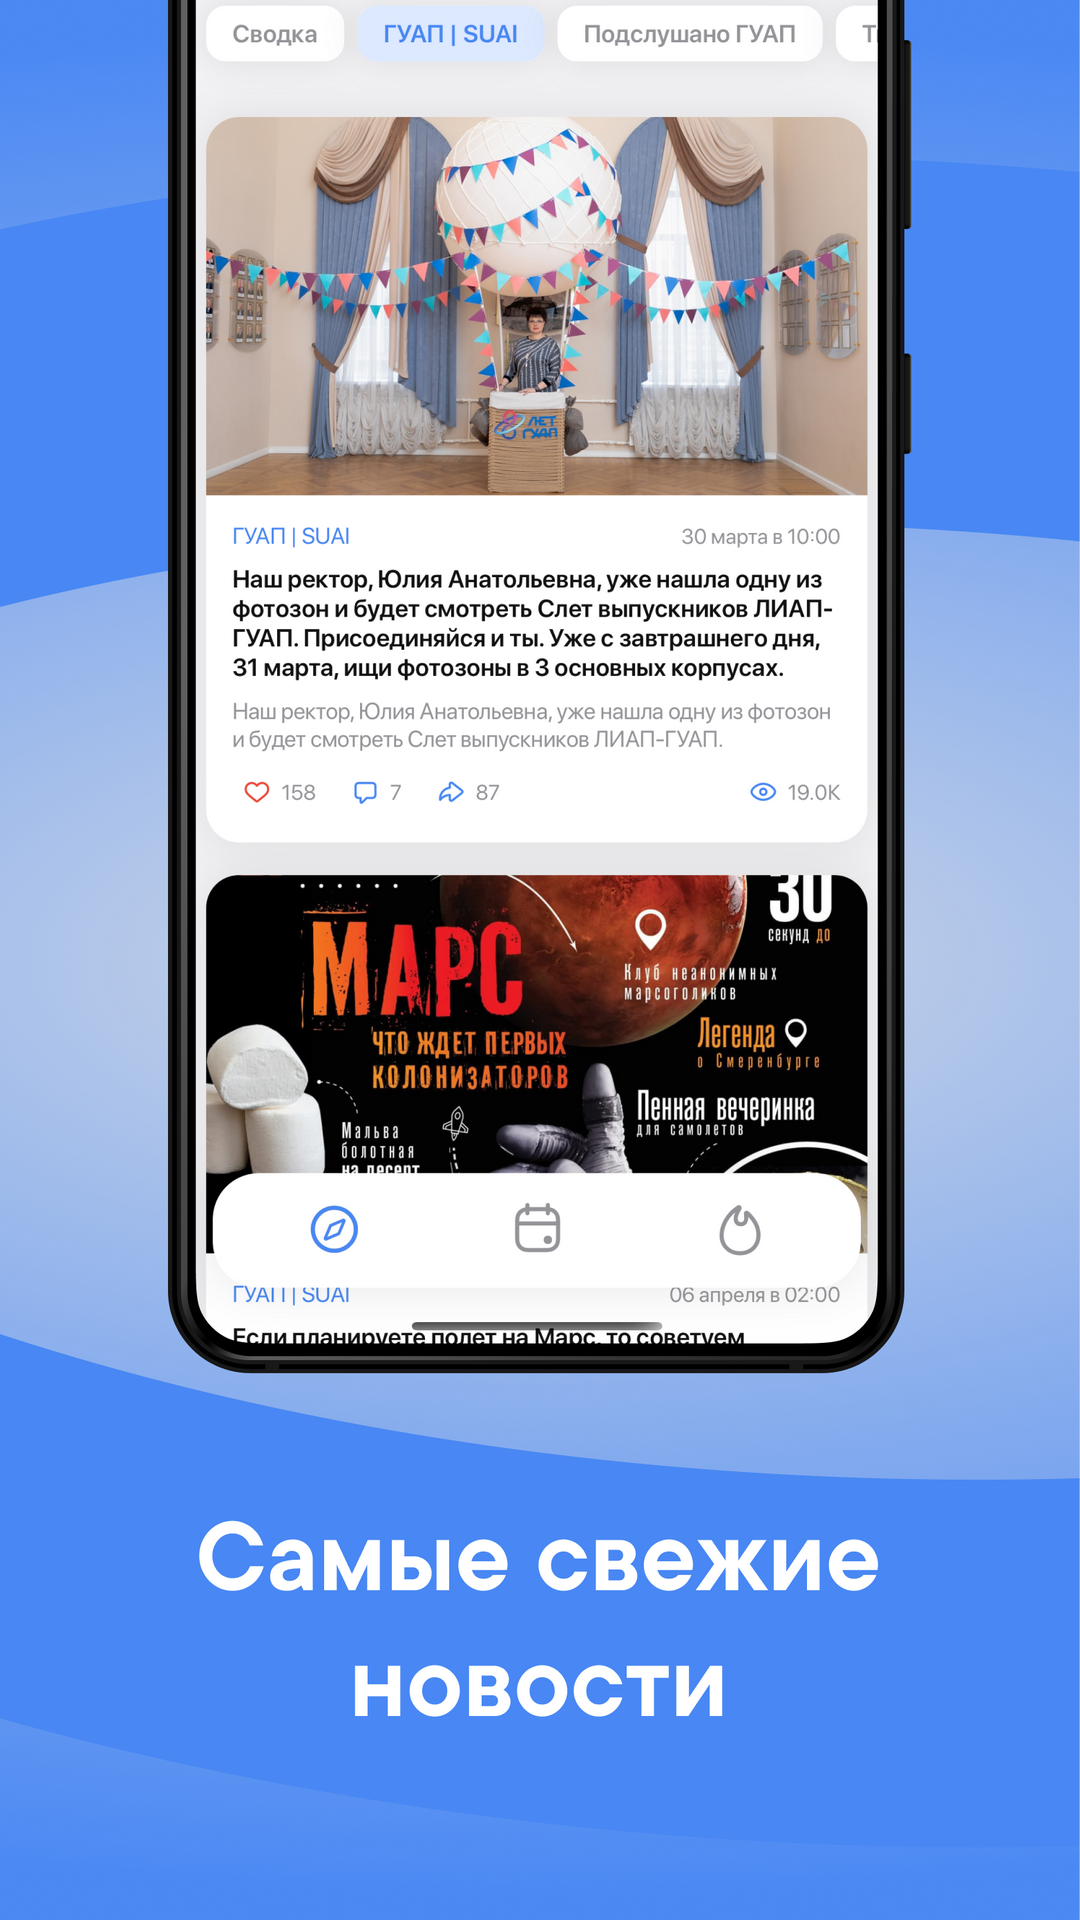 Сводка
ГУАП | SUAI
Подслушано ГУАП
ЛЕТ
ГУАП
ГУАП | SUAI
30 марта в 10:00
Наш ректор, Юлия Анатольевна, уже нашла одну из
фотозон и будет смотреть Слет выпускников ЛИАП-
ГУАП. Присоединяйся и ты. Уже с завтрашнего дня,
31 марта, ищи фотозоны в 3 основных корпусах.
Наш ректор, Юлия Анатольевна, уже нашла одну из фотозон
и будет смотреть Слет выпускников ЛИАП-ГУАП.
158
7
87
19.0K
30
секунд до
МАРС
Клуб неанонимных
марсоголиков
ЧТО ЖДЕТ ПЕРВЫХ
КОЛОНИЗАТОРОВ
Легенда
о Смеренбурге
Пенная вечеринка
для самолетов
Мальва
болотная
на десерт
ГУАП | SUAI
06 апреля в 02:00
Если планируете полет на Марс, то советуем
Самые свежие
новости